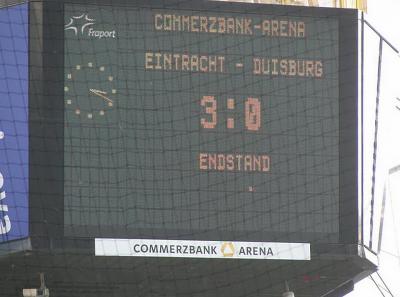 Fraport
COMMERZBANK-ARENA
EINTRACHT - DUISBURG
3:0
ENDSTAND
COMMERZBANK ARENA